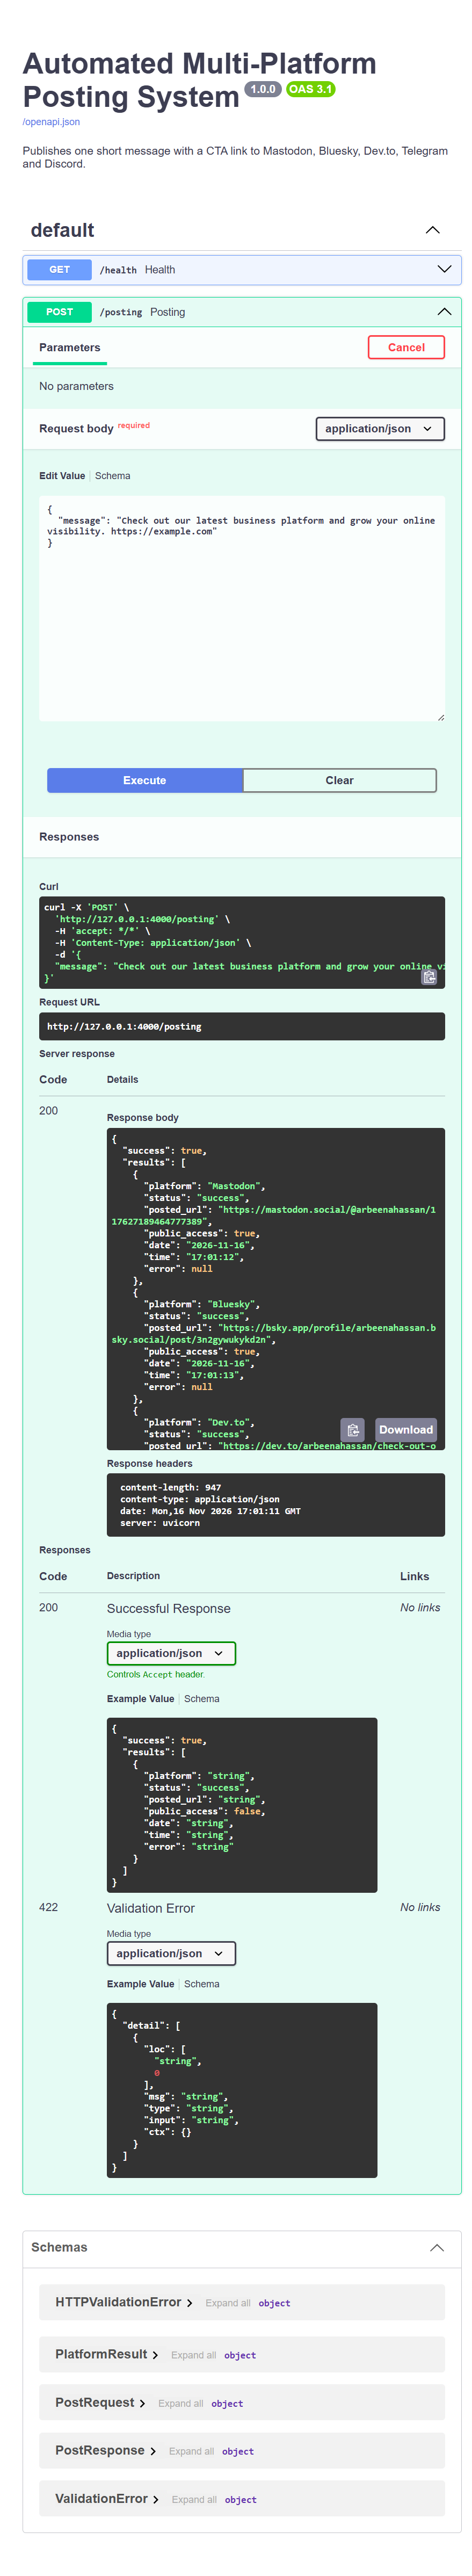 Automated Multi-Platform
Posting System 1.0.0 OAS 3.1
/openapi.json
Publishes one short message with a CTA link to Mastodon, Bluesky, Dev.to, Telegram
and Discord.
default
GET /health Health
POST /posting Posting
Parameters
Cancel
No parameters
Request body required
application/json
Edit Value | Schema
{
"message": "Check out our latest business platform and grow your online
visibility. https://example.com"
}
Execute
Clear
Responses
Curl
curl -X 'POST' \
'http://127.0.0.1:4000/posting' \
-H 'accept: */*' \
-H 'Content-Type: application/json' \
-d '{
"message": "Check out our latest business platform and grow your online
}'
Request URL
http://127.0.0.1:4000/posting
Server response
Code Details
200
Response body
{
"success": true,
"results": [
{
"platform": "Mastodon",
"status": "success",
"posted_url": "https://mastodon.social/@arbeenahassan/1
17627189464777389",
"public_access": true,
"date": "2026-11-16",
"time": "17:01:12",
"error": null
},
{
"platform": "Bluesky",
"status": "success",
"posted_url": "https://bsky.app/profile/arbeenahassan.b
sky.social/post/3n2gywukykd2n",
"public_access": true,
"date": "2026-11-16",
"time": "17:01:13",
"error": null
},
{
"platform": "Dev.to",
"status": "success",
"posted_url": "https://dev.to/arbeenahassan/check-out-o
Download
Response headers
content-length: 947
content-type: application/json
date: Mon,16 Nov 2026 17:01:11 GMT
server: uvicorn
Responses
Code Description Links
200 Successful Response No links
Media type
application/json
Controls Accept header.
Example Value | Schema
{
"success": true,
"results": [
{
"platform": "string",
"status": "success",
"posted_url": "string",
"public_access": false,
"date": "string",
"time": "string",
"error": "string"
}
]
}
422 Validation Error No links
Media type
application/json
Example Value | Schema
{
"detail": [
{
"loc": [
"string",
0
],
"msg": "string",
"type": "string",
"input": "string",
"ctx": {}
}
]
}
Schemas
HTTPValidationError Expand all object
PlatformResult Expand all object
PostRequest Expand all object
PostResponse Expand all object
ValidationError Expand all object